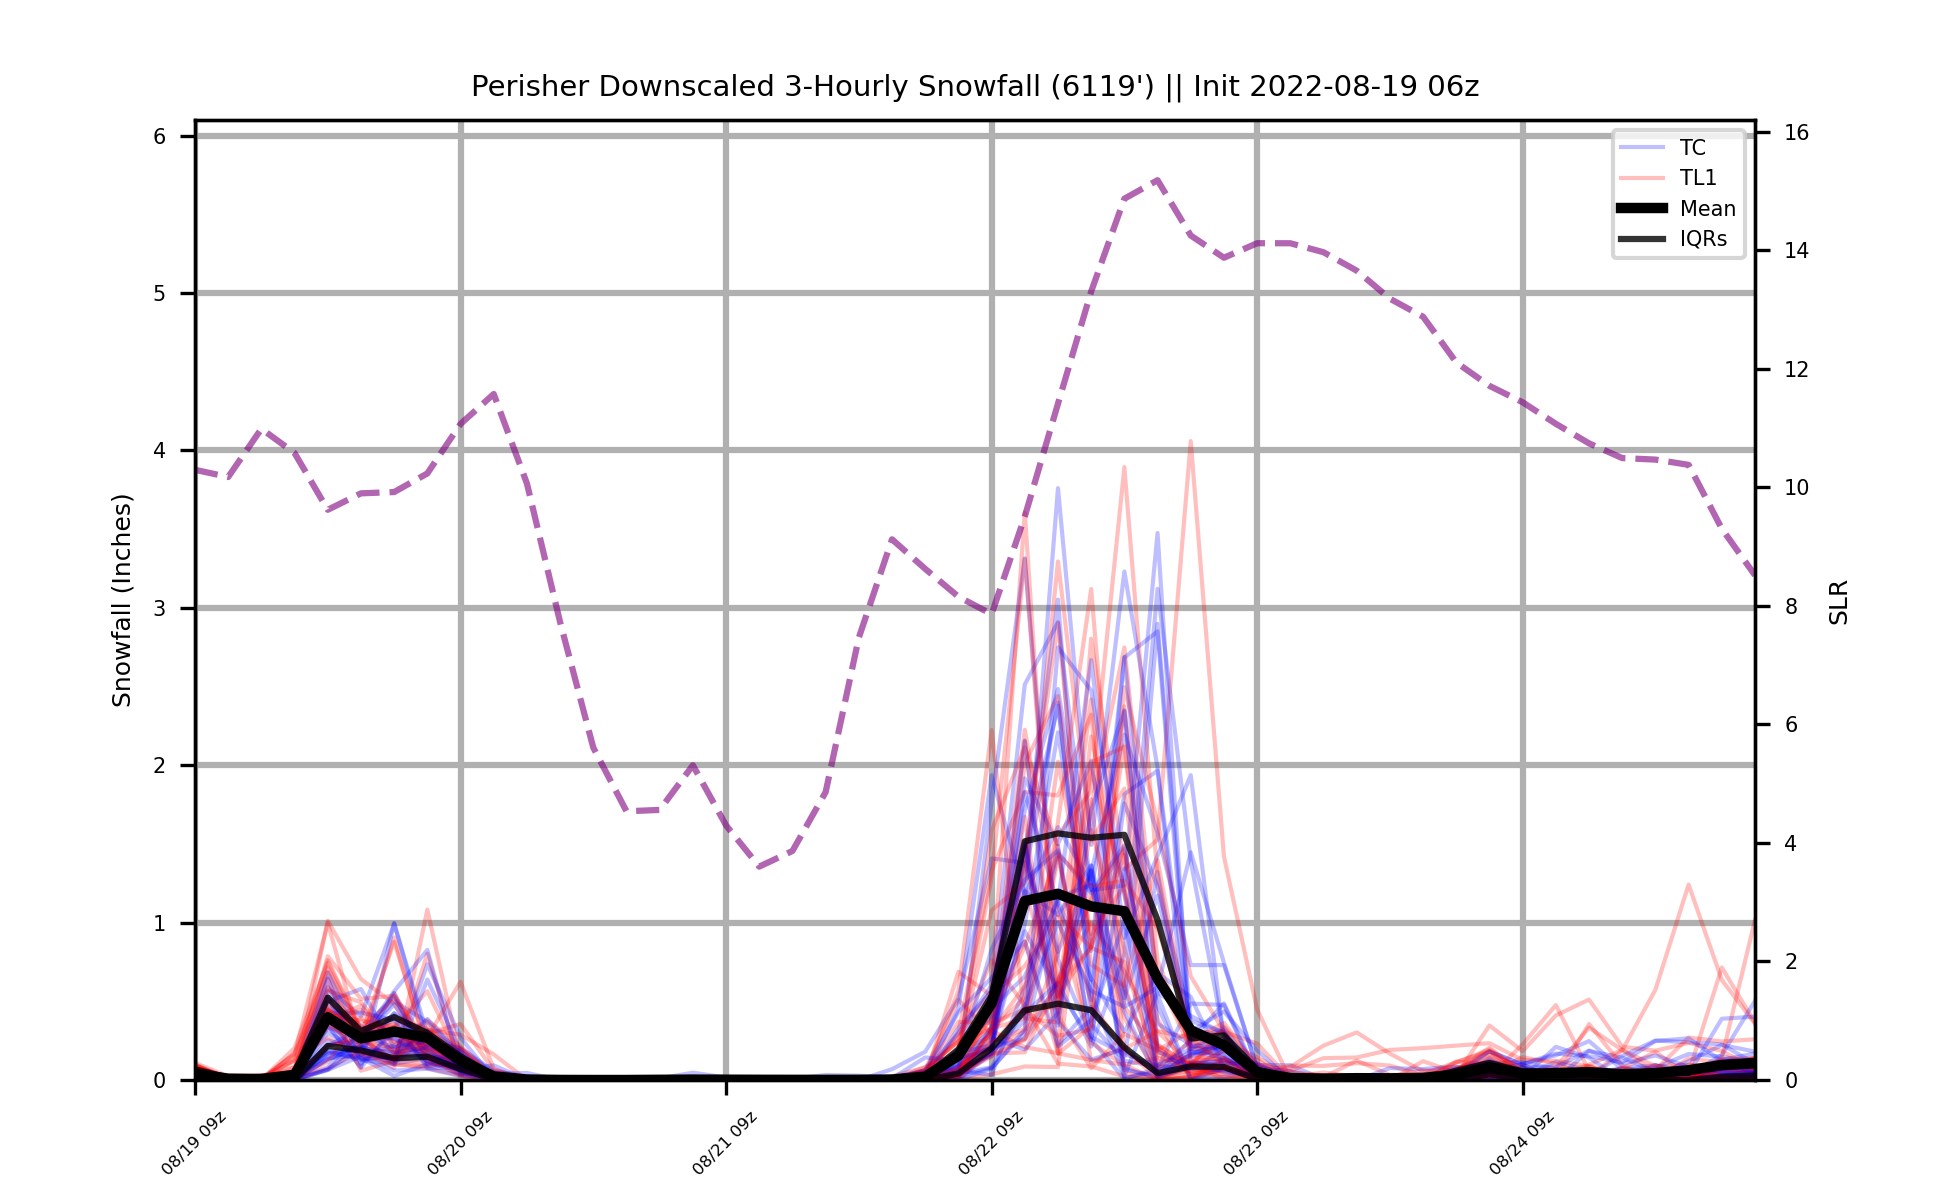 Perisher Downscaled 3-Hourly Snowfall (6119') || Init 2022-08-19 06z
6
5
4
3
2
1
0
Snowfall (Inches)
16
14
12
10
8
6
4
2
0
SLR
TC
TL1
Mean
IQRs
08/19 09z
08/20 09z
08/21 09z
08/22 09z
08/23 09z
08/24 09z